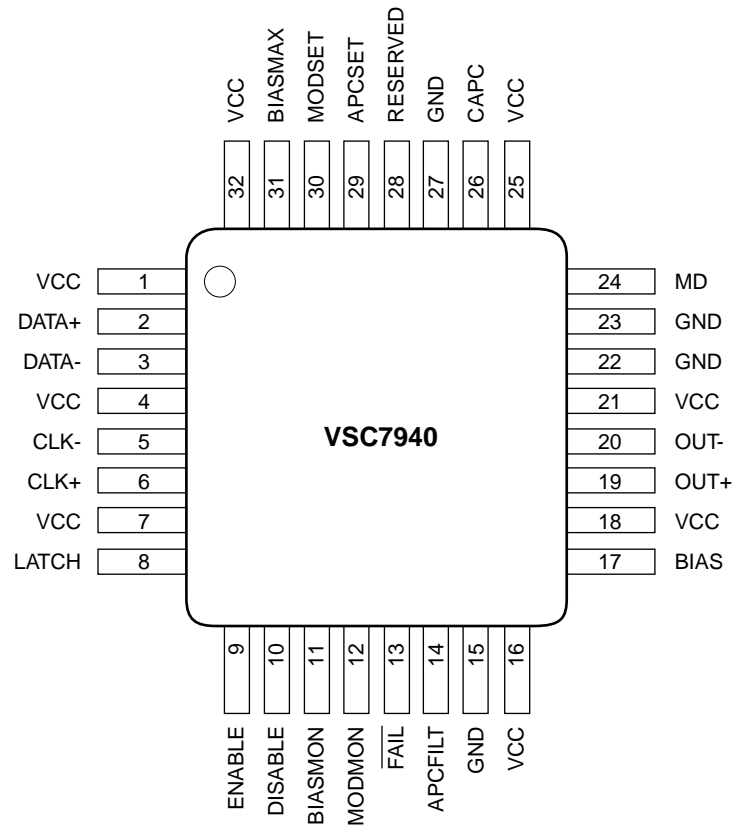 VCC
BIASMAX
MODSET
APCSET
RESERVED
GND
CAPC
VCC
32
31
30
29
28
27
26
25
VCC 1
DATA+ 2
DATA- 3
VCC 4
CLK- 5
CLK+ 6
VCC 7
LATCH 8
VSC7940
24 MD
23 GND
22 GND
21 VCC
20 OUT-
19 OUT+
18 VCC
17 BIAS
9
10
11
12
13
14
15
16
ENABLE
DISABLE
BIASMON
MODMON
FAIL
APCFILT
GND
VCC